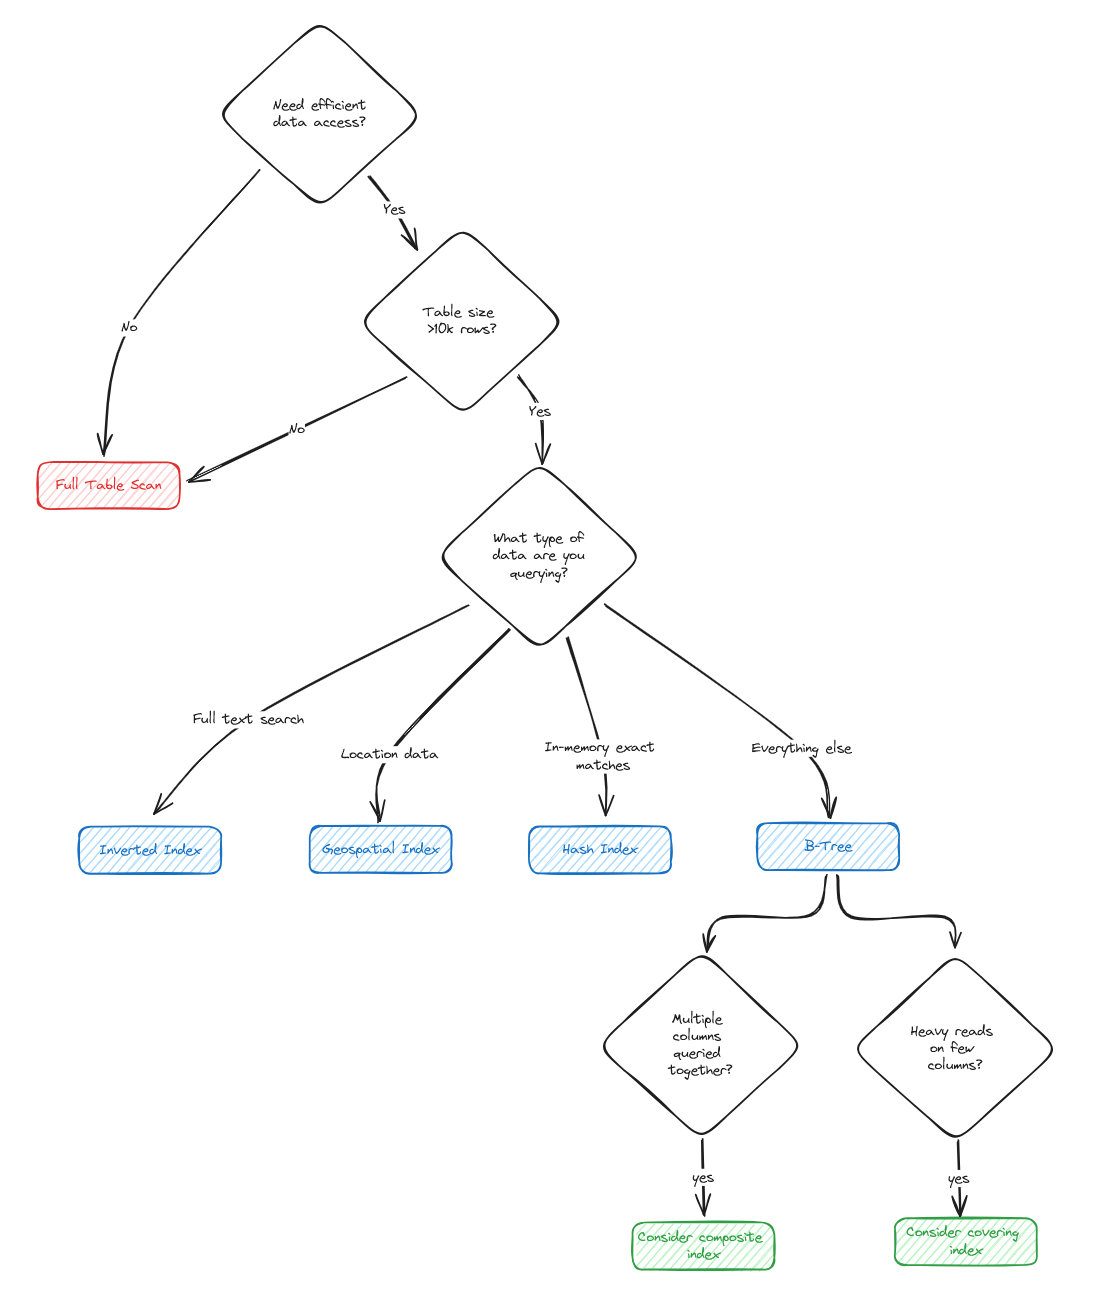 Need efficient
data access?
Yes
Table size
>10k rows?
No
Yes
No
Full Table Scan
What type of
data are you
querying?
Full text search
Location data
In-memory exact
matches
Everything else
Inverted Index
Geospatial Index
Hash Index
B-Tree
Multiple
columns
queried
together?
Heavy reads
on few
columns?
yes
yes
Consider composite
index
Consider covering
index